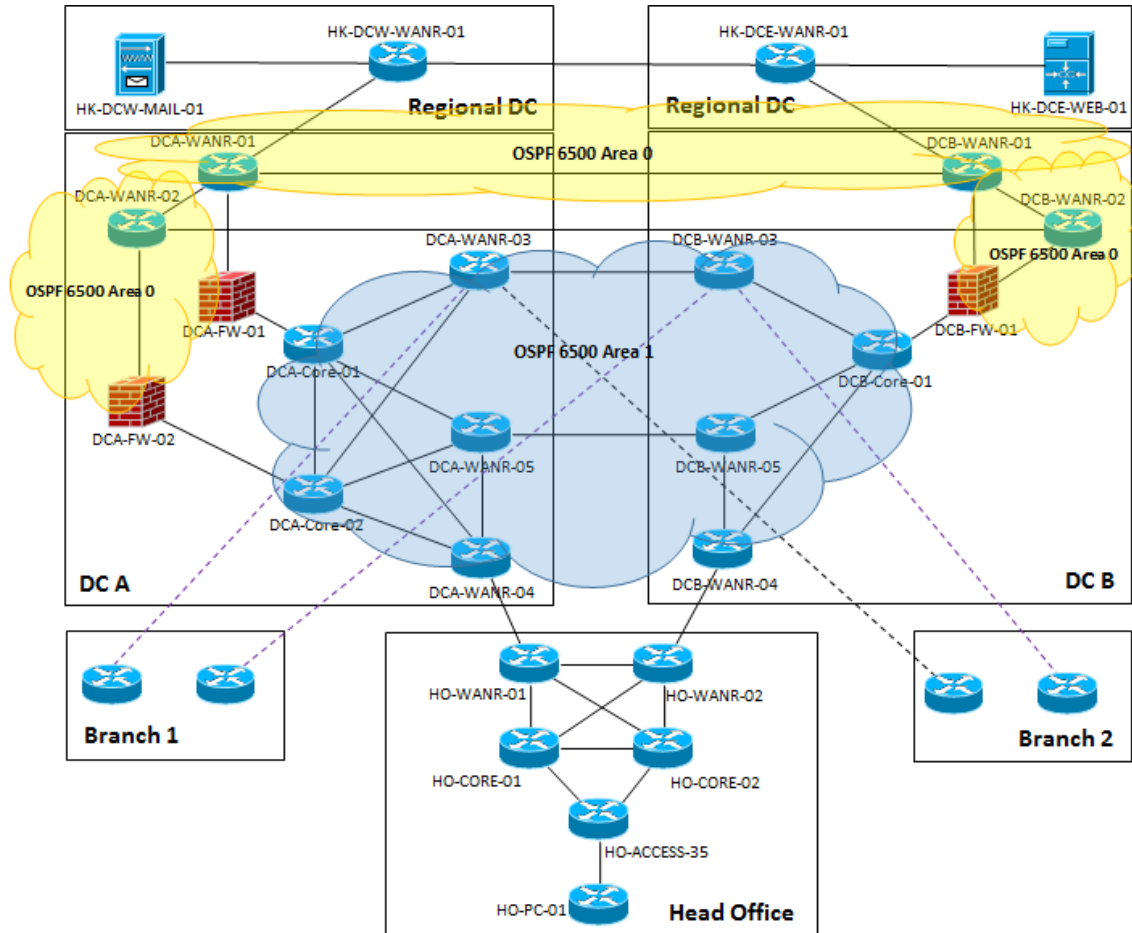 HK-DCW-WANR-01
HK-DCE-WANR-01
HK-DCW-MAIL-01
Regional DC
Regional DC
HK-DCE-WEB-01
DCA-WANR-01
DCB-WANR-01
OSPF 6500 Area 0
DCA-WANR-02
DCB-WANR-02
DCA-WANR-03
DCB-WANR-03
OSPF 6500 Area 0
OSPF 6500 Area 0
DCA-FW-01
DCB-FW-01
OSPF 6500 Area 1
DCA-Core-01
DCB-Core-01
DCA-FW-02
DCA-WANR-05
DCB-WANR-05
DCA-Core-02
DC A
DCA-WANR-04
DCB-WANR-04
DC B
HO-WANR-01
HO-WANR-02
Branch 1
Branch 2
HO-CORE-01
HO-CORE-02
HO-ACCESS-35
HO-PC-01
Head Office